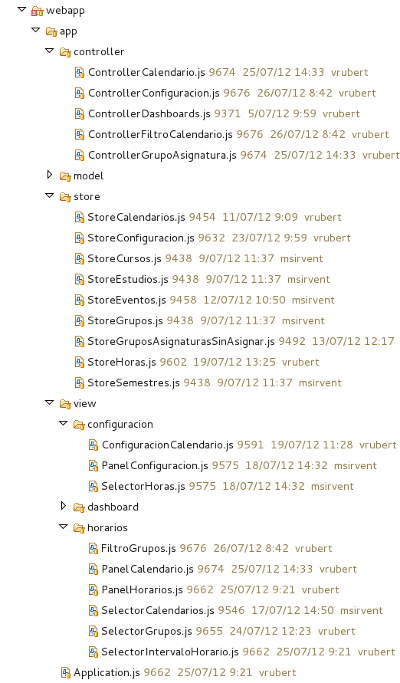 webapp
app
controller
ControllerCalendario.js 9674 25/07/12 14:33 vrubert
ControllerConfiguracion.js 9676 26/07/12 8:42 vrubert
ControllerDashboards.js 9371 5/07/12 9:59 vrubert
ControllerFiltroCalendario.js 9676 26/07/12 8:42 vrubert
ControllerGrupoAsignatura.js 9674 25/07/12 14:33 vrubert
model
store
StoreCalendarios.js 9454 11/07/12 9:09 vrubert
StoreConfiguracion.js 9632 23/07/12 9:59 vrubert
StoreCursos.js 9438 9/07/12 11:37 msirvent
StoreEstudios.js 9438 9/07/12 11:37 msirvent
StoreEventos.js 9458 12/07/12 10:50 msirvent
StoreGrupos.js 9438 9/07/12 11:37 msirvent
StoreGruposAsignaturasSinAsignar.js 9492 13/07/12 12:17
StoreHoras.js 9602 19/07/12 13:25 vrubert
StoreSemestres.js 9438 9/07/12 11:37 msirvent
view
configuracion
ConfiguracionCalendario.js 9591 19/07/12 11:28 vrubert
PanelConfiguracion.js 9575 18/07/12 14:32 msirvent
SelectorHoras.js 9575 18/07/12 14:32 msirvent
dashboard
horarios
FiltroGrupos.js 9676 26/07/12 8:42 vrubert
PanelCalendario.js 9674 25/07/12 14:33 vrubert
PanelHorarios.js 9662 25/07/12 9:21 vrubert
SelectorCalendarios.js 9546 17/07/12 14:50 msirvent
SelectorGrupos.js 9655 24/07/12 12:23 vrubert
SelectorIntervaloHorario.js 9662 25/07/12 9:21 vrubert
Application.js 9662 25/07/12 9:21 vrubert